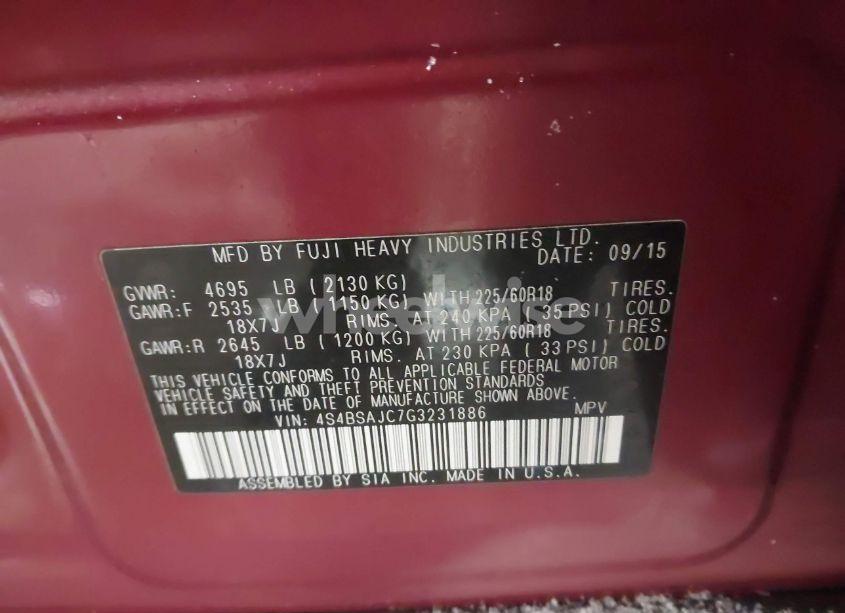 MFD BY FUJI HEAVY INDUSTRIES LTD.
DATE: 09/15
GVWR: 4695 LB ( 2130 KG)
GAWR:F 2535 LB ( 1150 KG) WITH 225/60R18 TIRES.
18X7J RIMS. AT 240 KPA ( 35 PSI) COLD
GAWR:R 2645 LB ( 1200 KG) WITH 225/60R18 TIRES.
18X7J RIMS. AT 230 KPA ( 33 PSI) COLD
THIS VEHICLE CONFORMS TO ALL APPLICABLE FEDERAL MOTOR
VEHICLE SAFETY AND THEFT PREVENTION STANDARDS
IN EFFECT ON THE DATE OF MANUFACTURE SHOWN ABOVE.
VIN: 4S4BSAJC7G3231886 MPV
ASSEMBLED BY SIA INC. MADE IN U.S.A.